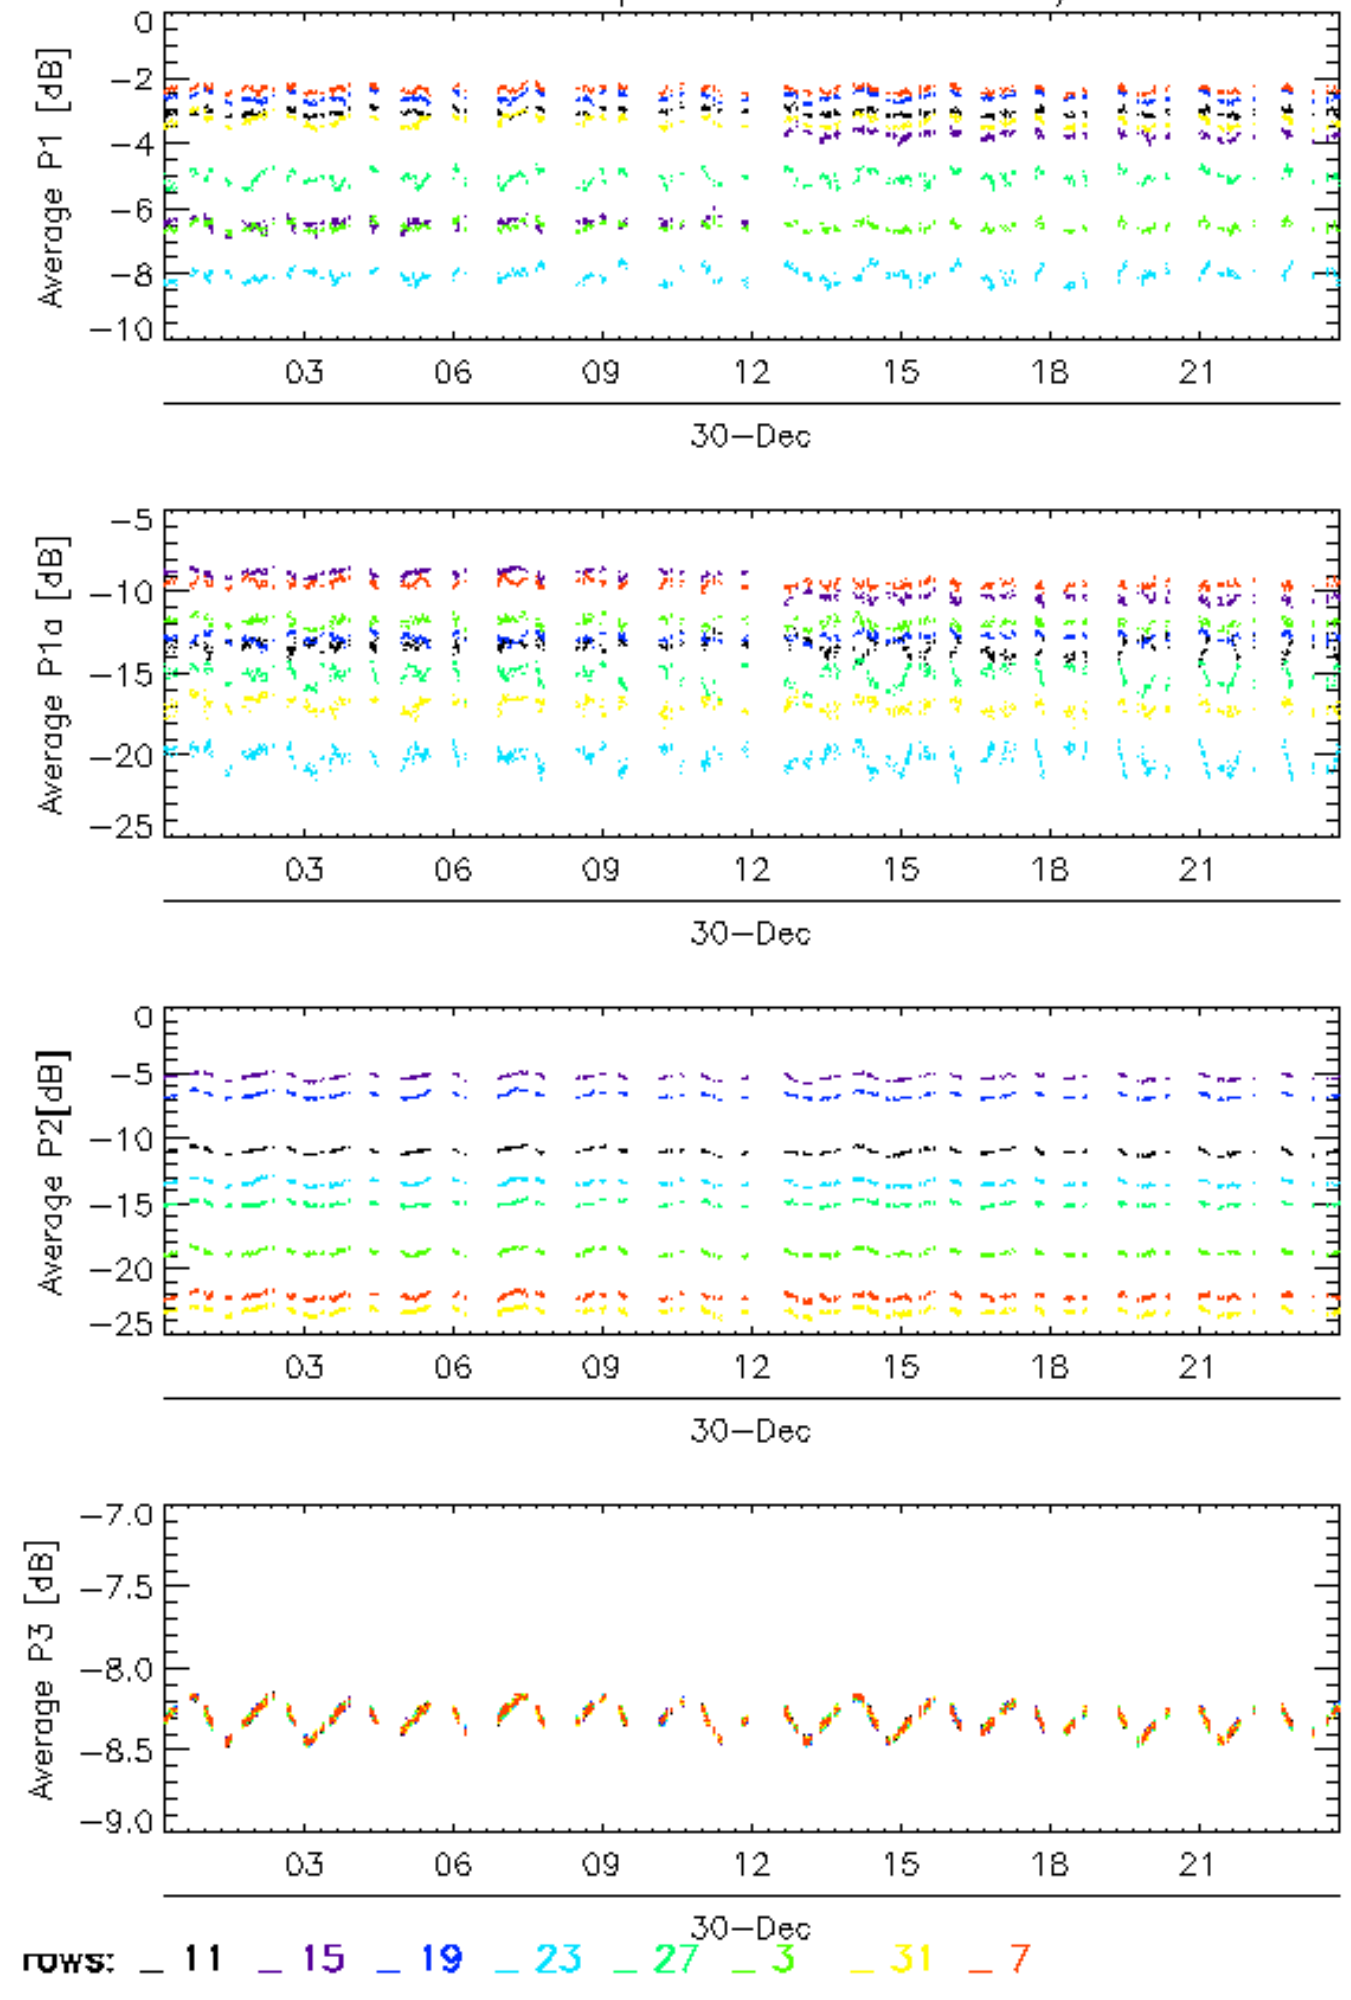 0
−2
−4
−6
−8
−10
Average P1 [dB]
03 06 09 12 15 18 21
30−Dec
−5
−10
−15
−20
−25
Average P1a [dB]
03 06 09 12 15 18 21
30−Dec
0
−5
−10
−15
−20
−25
Average P2[dB]
03 06 09 12 15 18 21
30−Dec
−7.0
−7.5
−8.0
−8.5
−9.0
Average P3 [dB]
03 06 09 12 15 18 21
30−Dec
rows: _ 11 _ 15 _ 19 _ 23 _ 27 _ 3 _ 31 _ 7